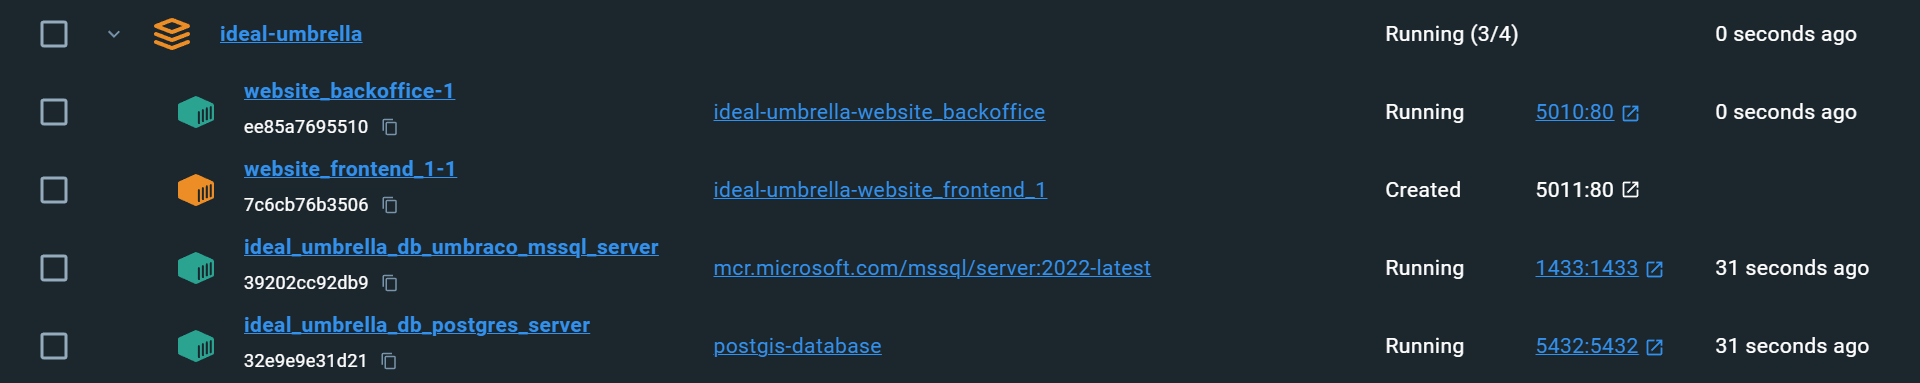 ideal-umbrella Running (3/4) 0 seconds ago
website_backoffice-1
ideal-umbrella-website_backoffice Running 5010:80 0 seconds ago
ee85a7695510
website_frontend_1-1
ideal-umbrella-website_frontend_1 Created 5011:80
7c6cb76b3506
ideal_umbrella_db_umbraco_mssql_server
mcr.microsoft.com/mssql/server:2022-latest Running 1433:1433 31 seconds ago
39202cc92db9
ideal_umbrella_db_postgres_server
postgis-database Running 5432:5432 31 seconds ago
32e9e9e31d21